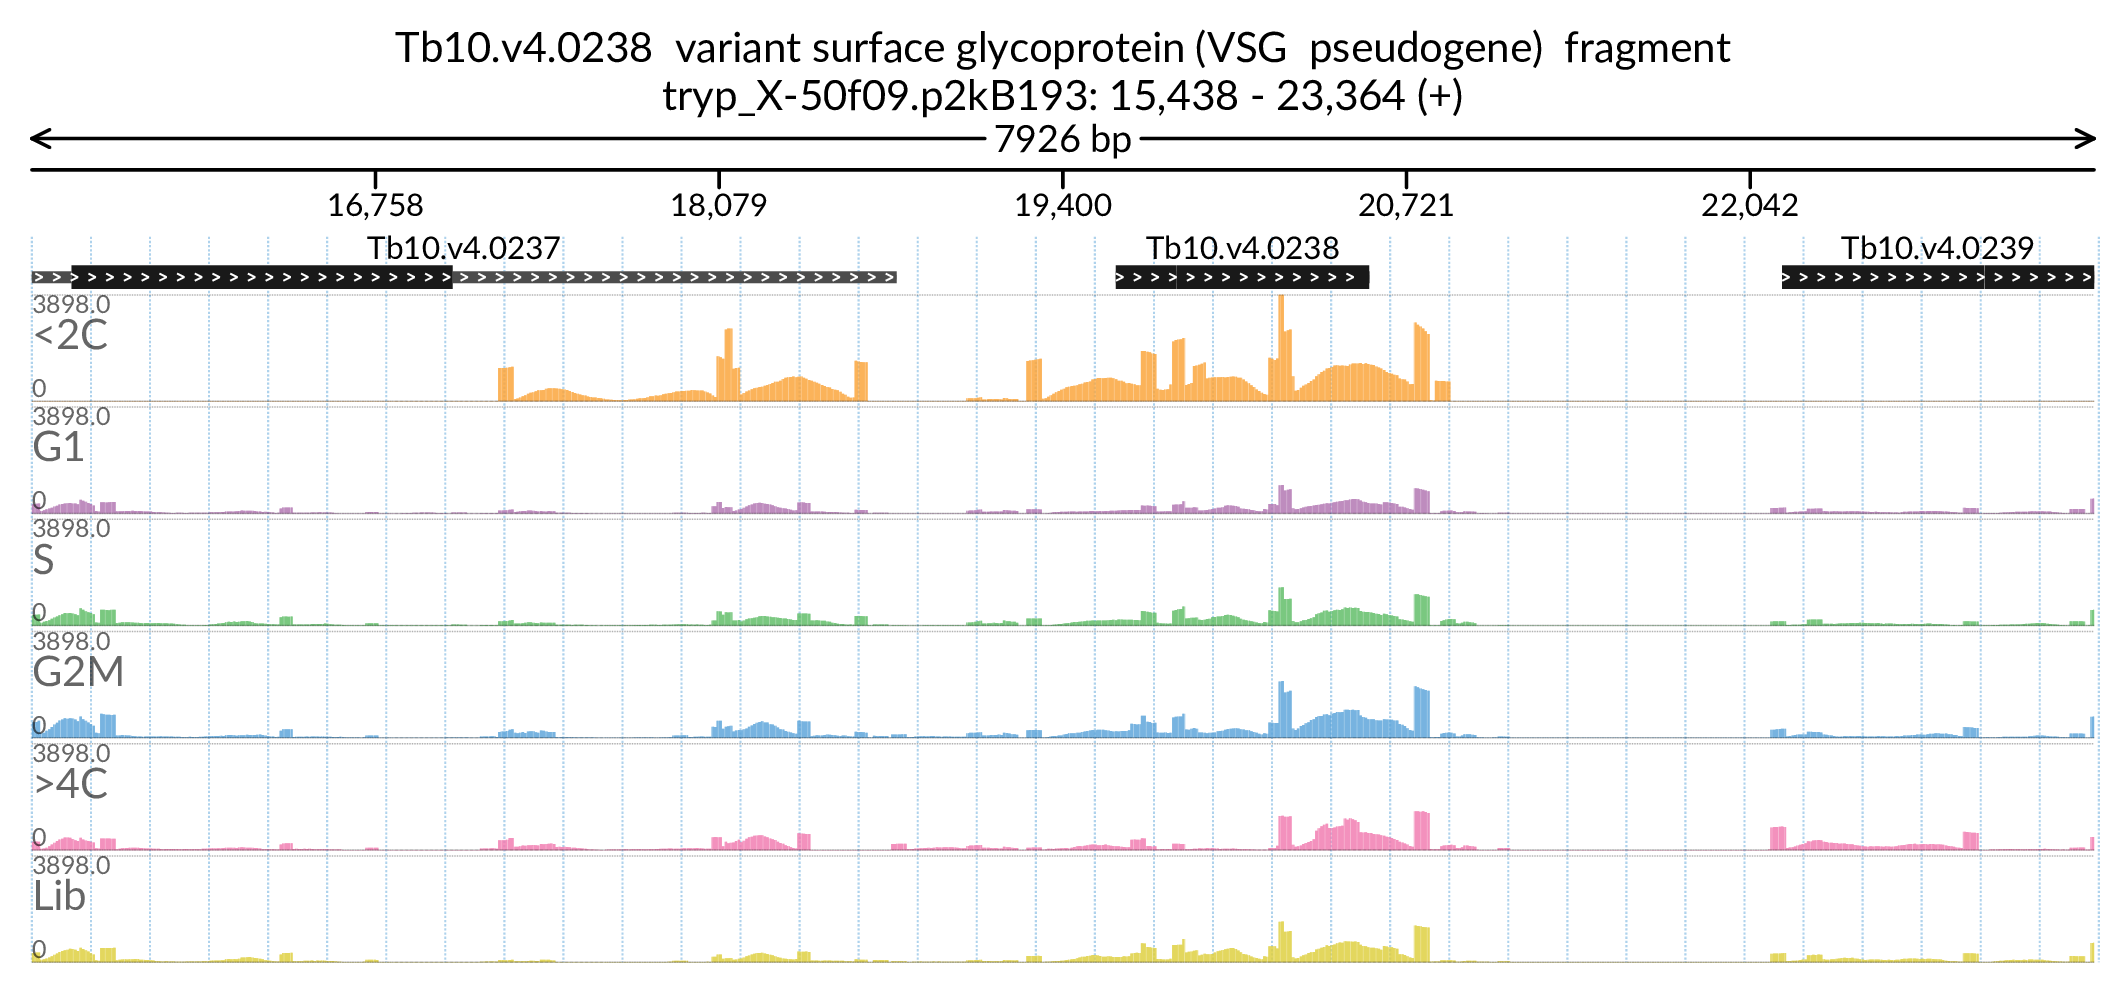 Tb10.v4.0238 variant surface glycoprotein (VSG pseudogene) fragment
tryp_X-50f09.p2kB193: 15,438 - 23,364 (+)
7926 bp
16,758 18,079 19,400 20,721 22,042
Tb10.v4.0237 Tb10.v4.0238 Tb10.v4.0239
3898.0
<2C
0
3898.0
G1
0
3898.0
S
0
3898.0
G2M
0
3898.0
>4C
0
3898.0
Lib
0